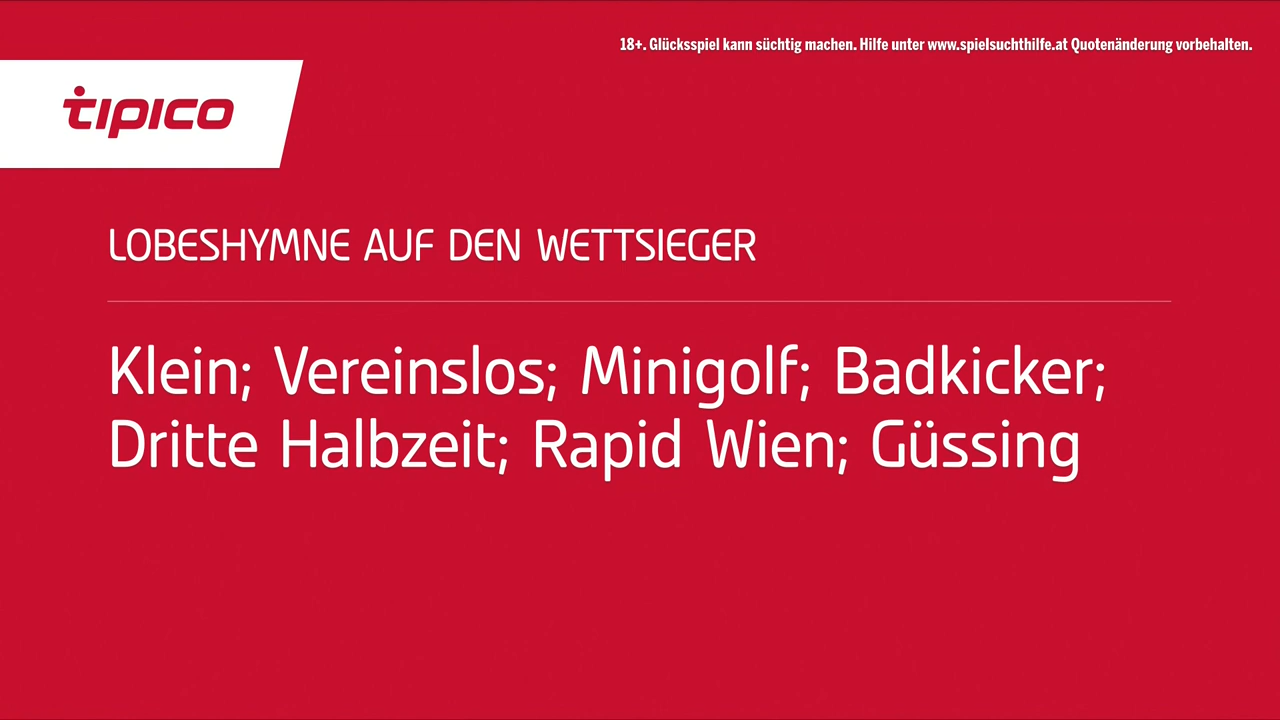 18+. Glücksspiel kann süchtig machen. Hilfe unter www.spielsuchthilfe.at Quotenänderung vorbehalten.
tipico
LOBESHYMNE AUF DEN WETTSIEGER
Klein; Vereinslos; Minigolf; Badkicker;
Dritte Halbzeit; Rapid Wien; Güssing